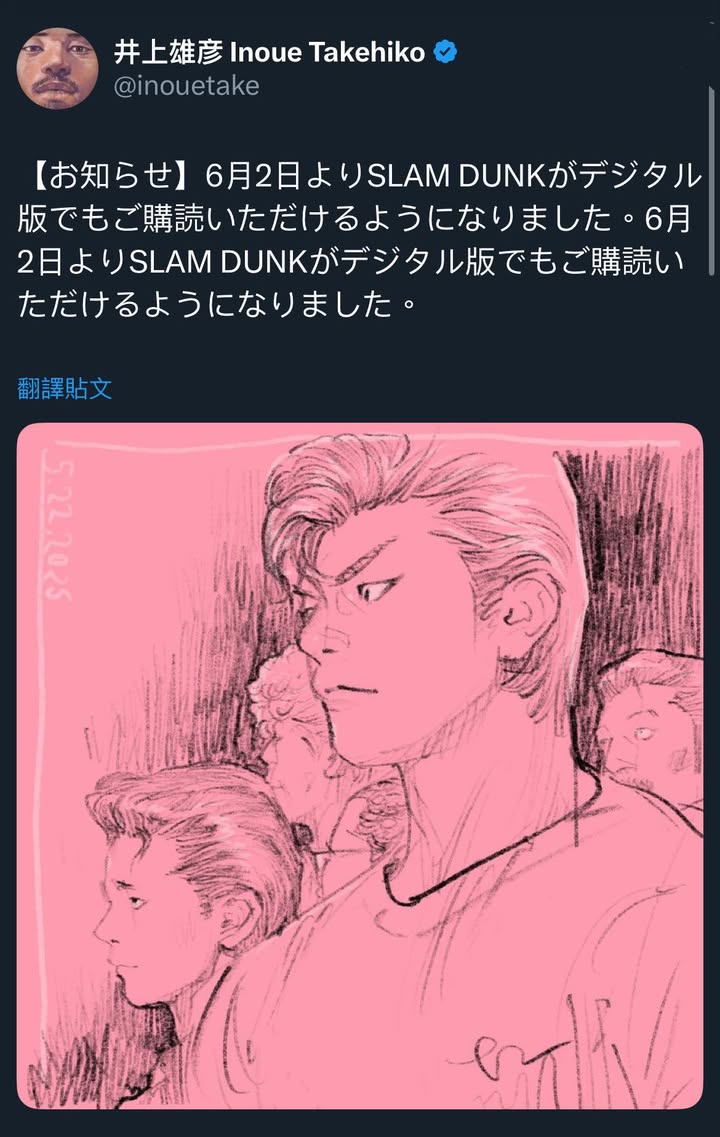 井上雄彦 Inoue Takehiko
@inouetake
【お知らせ】6月2日よりSLAM DUNKがデジタル
版でもご購読いただけるようになりました。6月
2日よりSLAM DUNKがデジタル版でもご購読い
ただけるようになりました。
翻譯貼文
5.22.2025